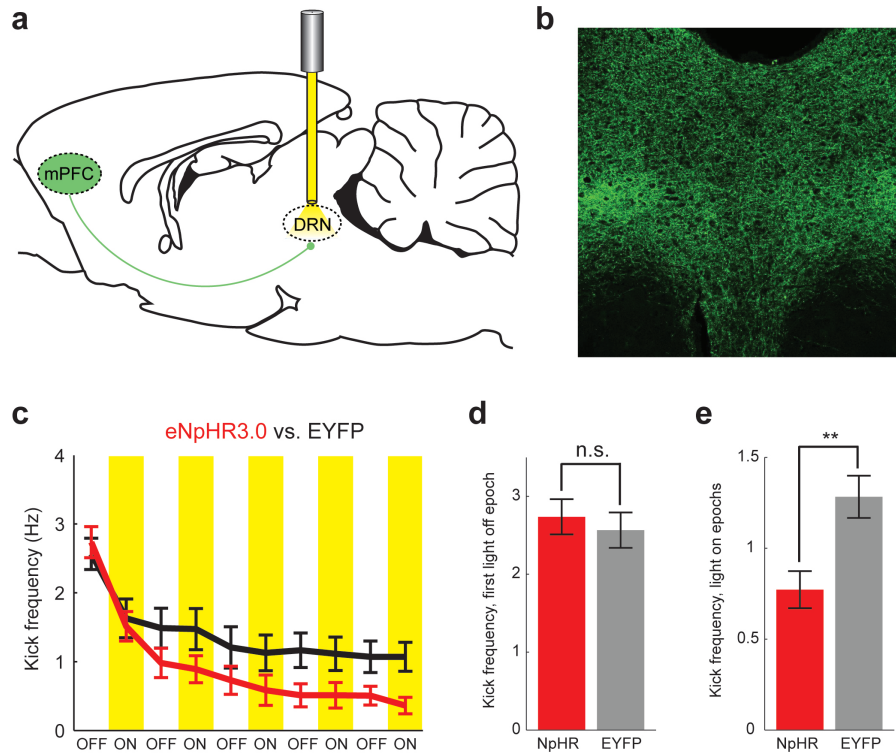 a
mPFC
DRN
b
c
eNpHR3.0 vs. EYFP
Kick frequency (Hz)
4
3
2
1
0
OFF ON OFF ON OFF ON OFF ON OFF ON
d
n.s.
Kick frequency, first light off epoch
3
2
1
0
NpHR EYFP
e
**
Kick frequency, light on epochs
1.5
1
0.5
0
NpHR EYFP